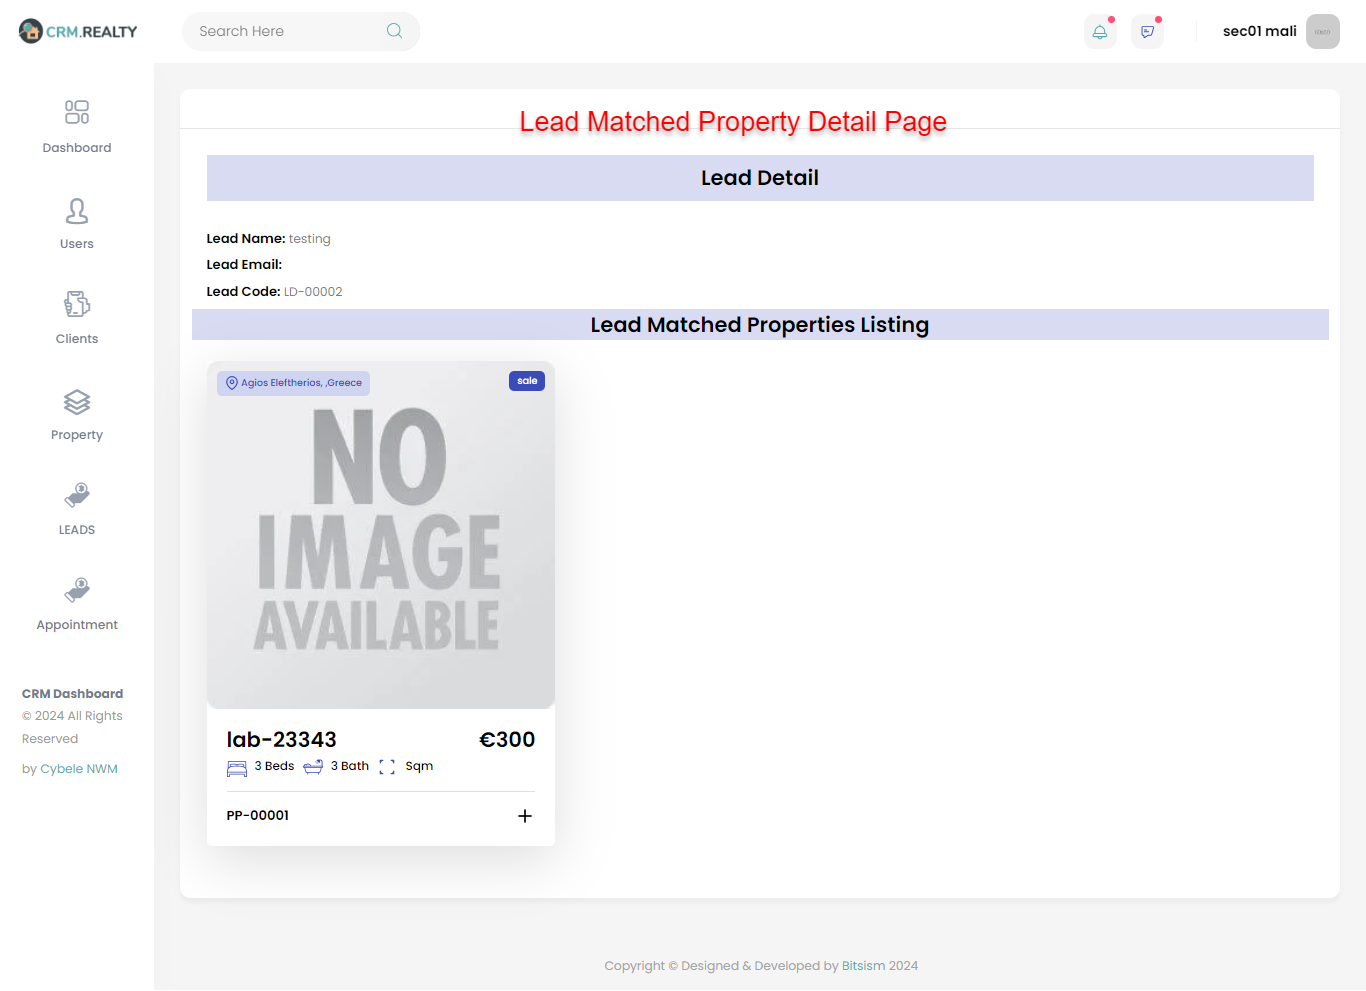 CRM.REALTY
Search Here
sec01 mali
Dashboard
Users
Clients
Property
LEADS
Appointment
CRM Dashboard
© 2024 All Rights
Reserved
by Cybele NWM
Lead Matched Property Detail Page
Lead Detail
Lead Name: testing
Lead Email:
Lead Code: LD-00002
Lead Matched Properties Listing
Agios Eleftherios, ,Greece
sale
NO
IMAGE
AVAILABLE
lab-23343 €300
3 Beds 3 Bath Sqm
PP-00001
Copyright © Designed & Developed by Bitsism 2024